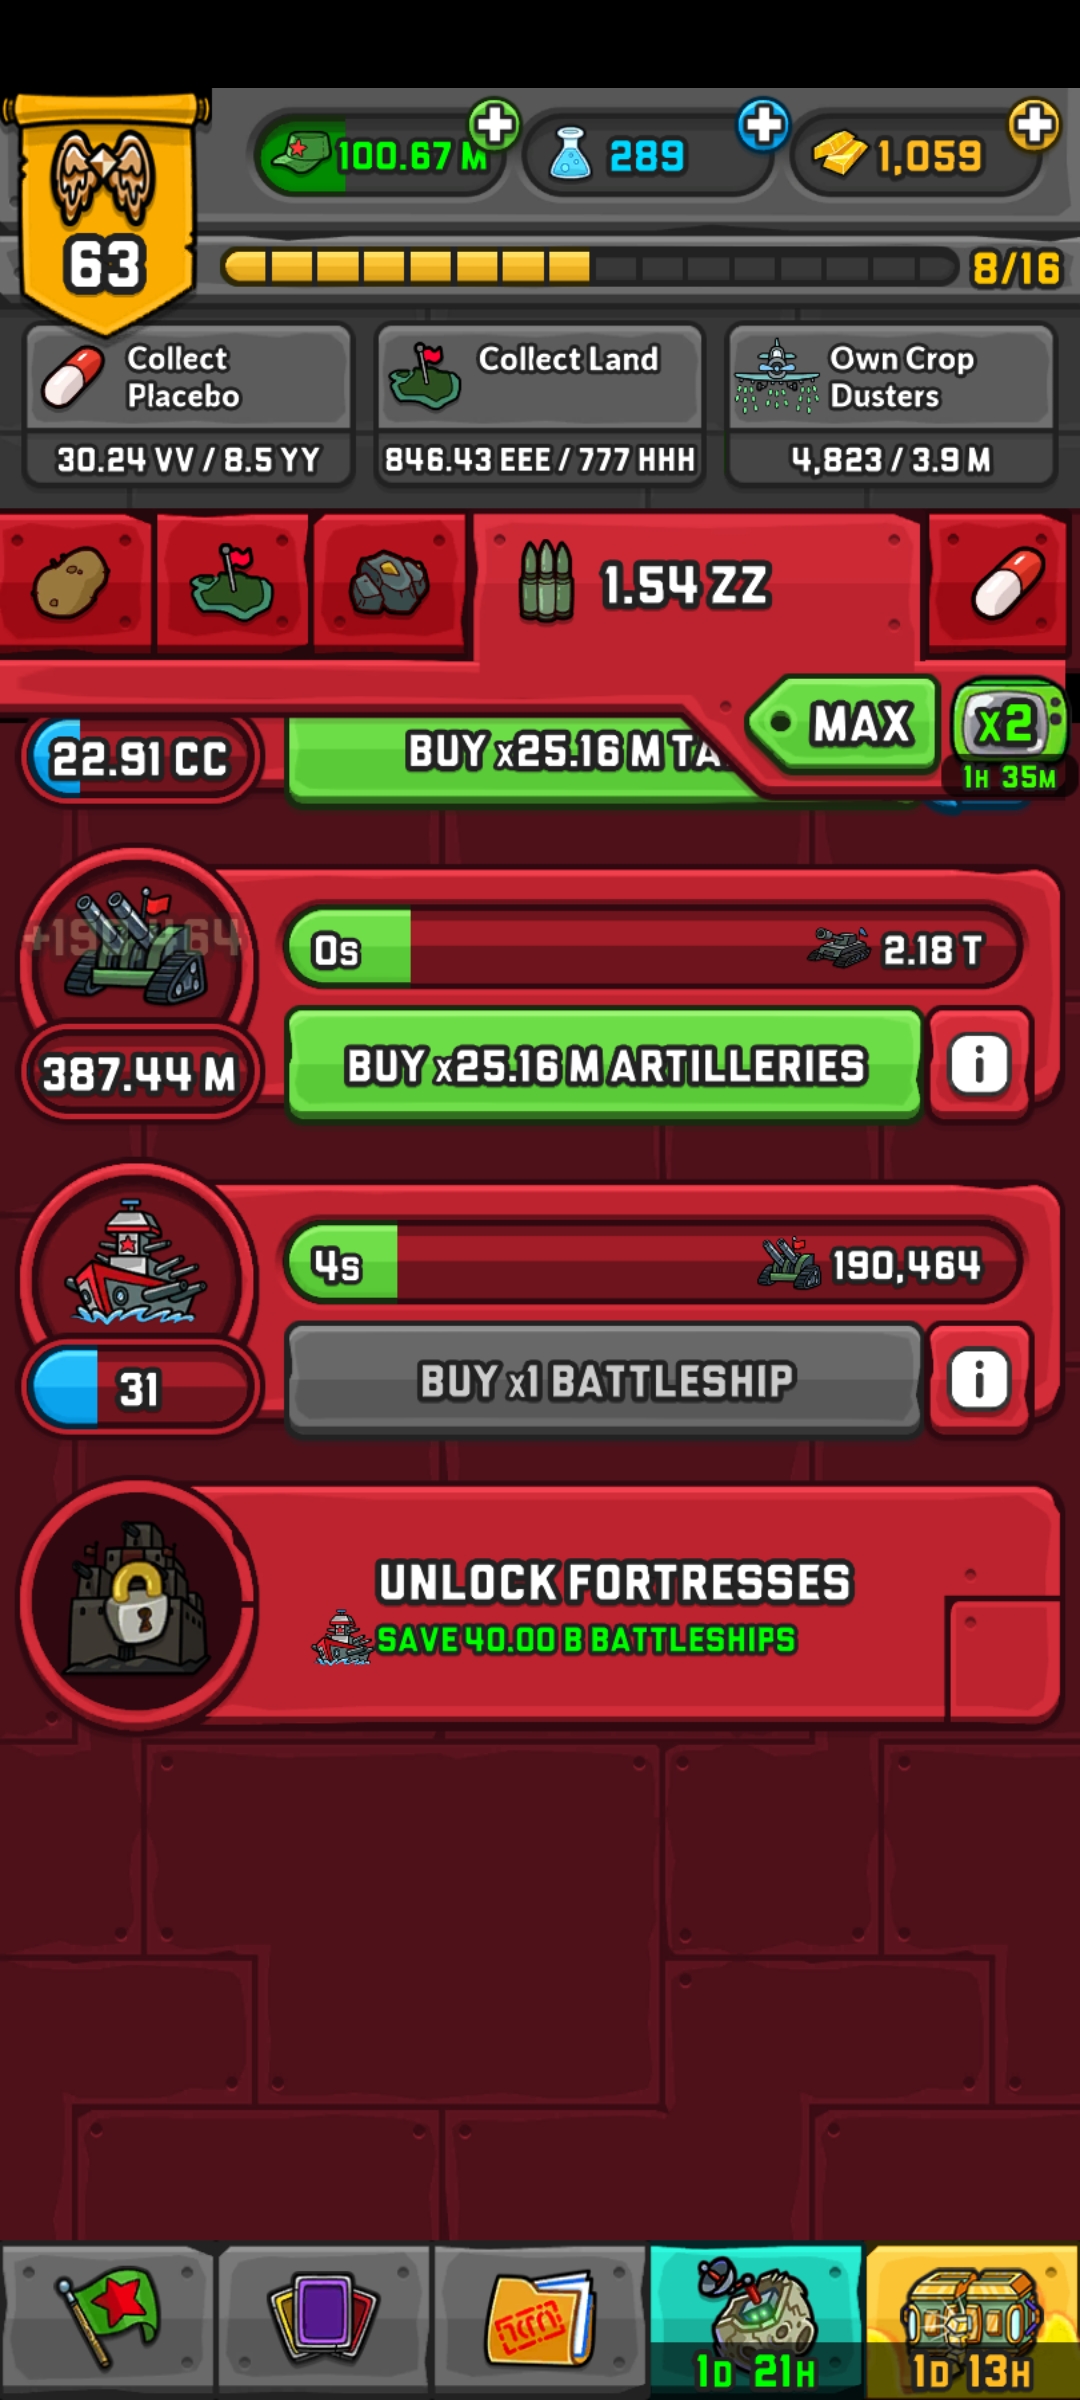 100.67 M
289
1,059
63
8/16
Collect
Placebo
30.24 VV / 8.5 YY
Collect Land
846.43 EEE / 777 HHH
Own Crop
Dusters
4,823 / 3.9 M
1.54 ZZ
MAX
x2
1H 35M
22.91 CC
BUY x25.16 M TA
0s
2.18 T
387.44 M
BUY x25.16 M ARTILLERIES
i
4s
190,464
31
BUY x1 BATTLESHIP
i
UNLOCK FORTRESSES
SAVE 40.00 B BATTLESHIPS
1D 21H
1D 13H